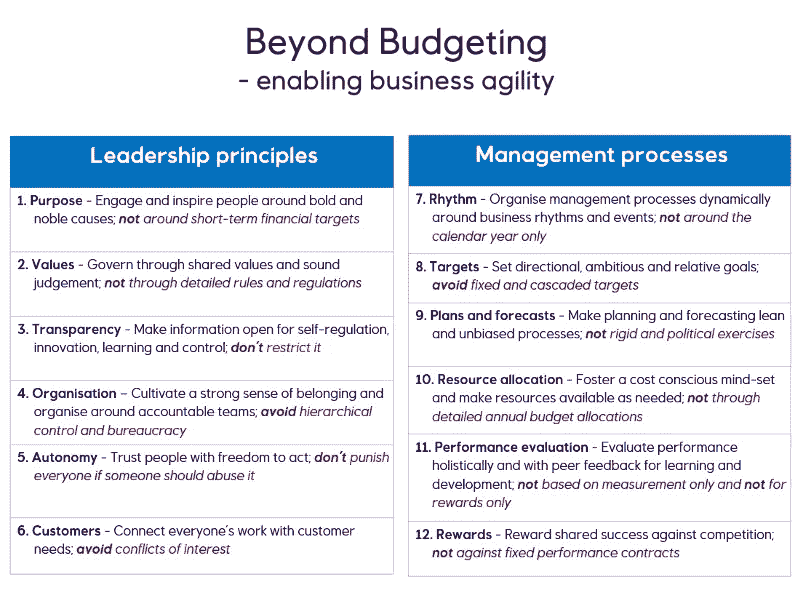 Beyond Budgeting
- enabling business agility
Leadership principles
1. Purpose - Engage and inspire people around bold and
noble causes; not around short-term financial targets
2. Values - Govern through shared values and sound
judgement; not through detailed rules and regulations
3. Transparency - Make information open for self-regulation,
innovation, learning and control; don't restrict it
4. Organisation – Cultivate a strong sense of belonging and
organise around accountable teams; avoid hierarchical
control and bureaucracy
5. Autonomy - Trust people with freedom to act; don't punish
everyone if someone should abuse it
6. Customers - Connect everyone's work with customer
needs; avoid conflicts of interest
Management processes
7. Rhythm - Organise management processes dynamically
around business rhythms and events; not around the
calendar year only
8. Targets - Set directional, ambitious and relative goals;
avoid fixed and cascaded targets
9. Plans and forecasts - Make planning and forecasting lean
and unbiased processes; not rigid and political exercises
10. Resource allocation - Foster a cost conscious mind-set
and make resources available as needed; not through
detailed annual budget allocations
11. Performance evaluation - Evaluate performance
holistically and with peer feedback for learning and
development; not based on measurement only and not for
rewards only
12. Rewards - Reward shared success against competition;
not against fixed performance contracts